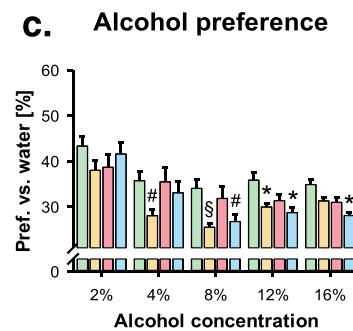 c. Alcohol preference
Pref. vs. water [%]
60
50
40
30
0
# § # * * *
2% 4% 8% 12% 16%
Alcohol concentration